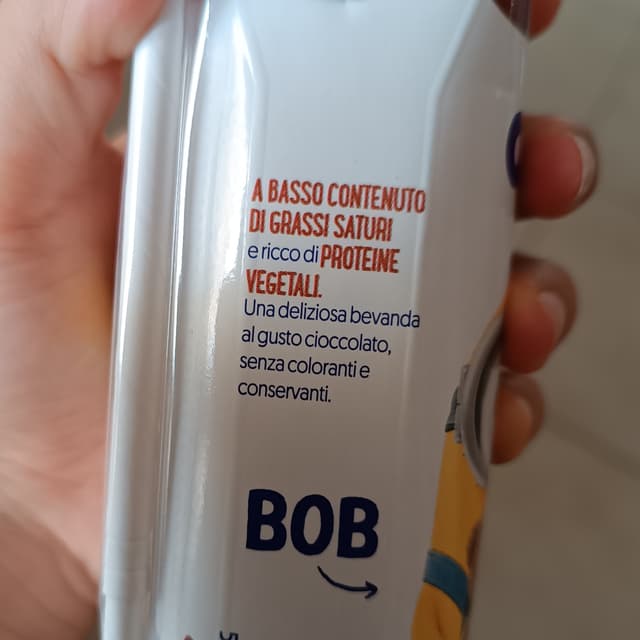 A BASSO CONTENUTO
DI GRASSI SATURI
e ricco di PROTEINE
VEGETALI.
Una deliziosa bevanda
al gusto cioccolato,
senza coloranti e
conservanti.
BOB